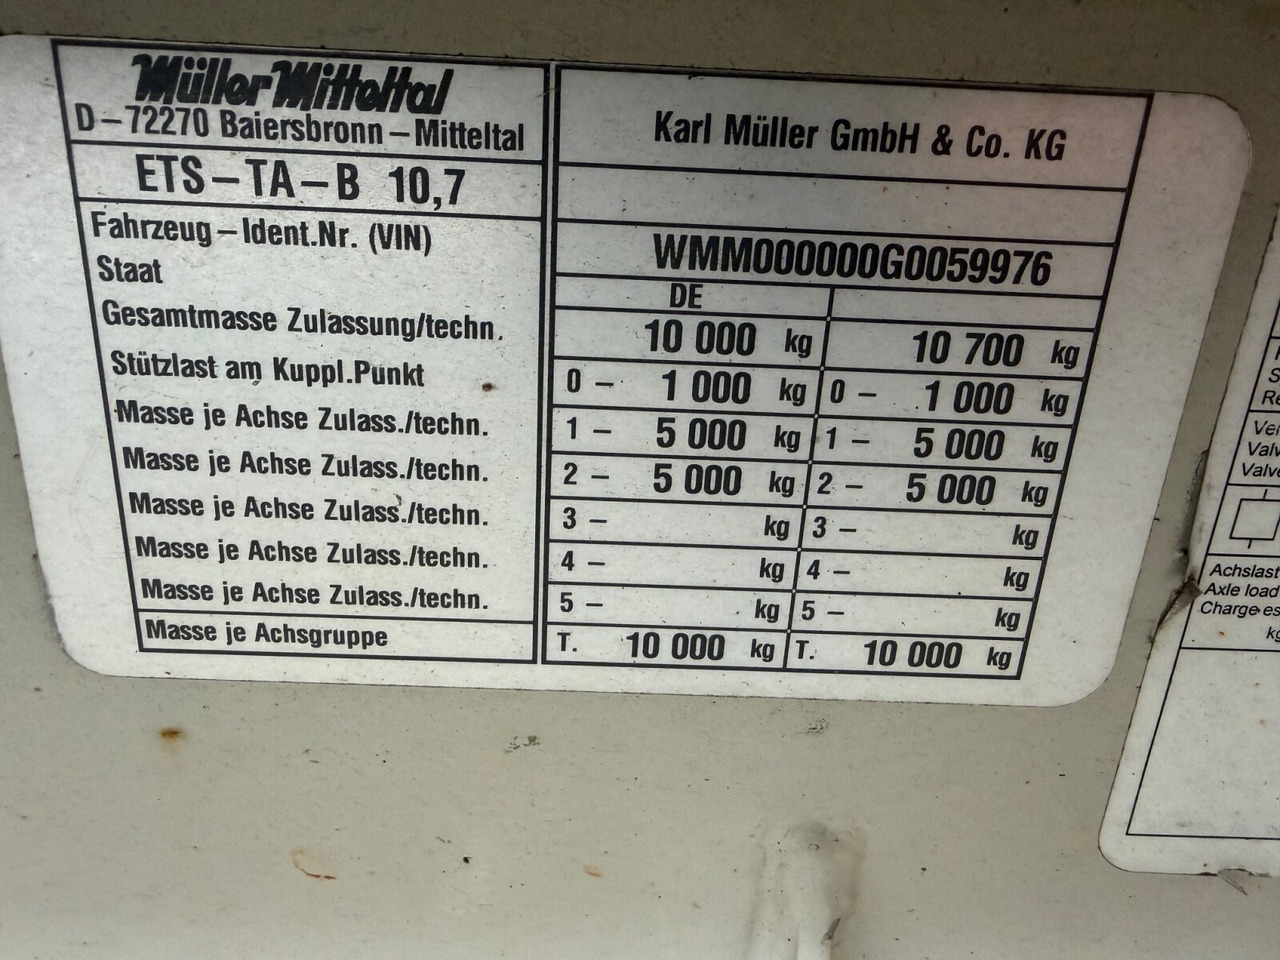 Müller Mitteltal
D–72270 Baiersbronn–Mitteltal
Karl Müller GmbH & Co. KG
ETS–TA–B 10,7
Fahrzeug–Ident.Nr. (VIN) WMM000000G0059976
Staat DE
Gesamtmasse Zulassung/techn. 10 000 kg 10 700 kg
Stützlast am Kuppl.Punkt 0 – 1 000 kg 0 – 1 000 kg
Masse je Achse Zulass./techn. 1 – 5 000 kg 1 – 5 000 kg
Masse je Achse Zulass./techn. 2 – 5 000 kg 2 – 5 000 kg
Masse je Achse Zulass./techn. 3 – kg 3 – kg
Masse je Achse Zulass./techn. 4 – kg 4 – kg
Masse je Achse Zulass./techn. 5 – kg 5 – kg
Masse je Achsgruppe T. 10 000 kg T. 10 000 kg
Achslast
Axle load